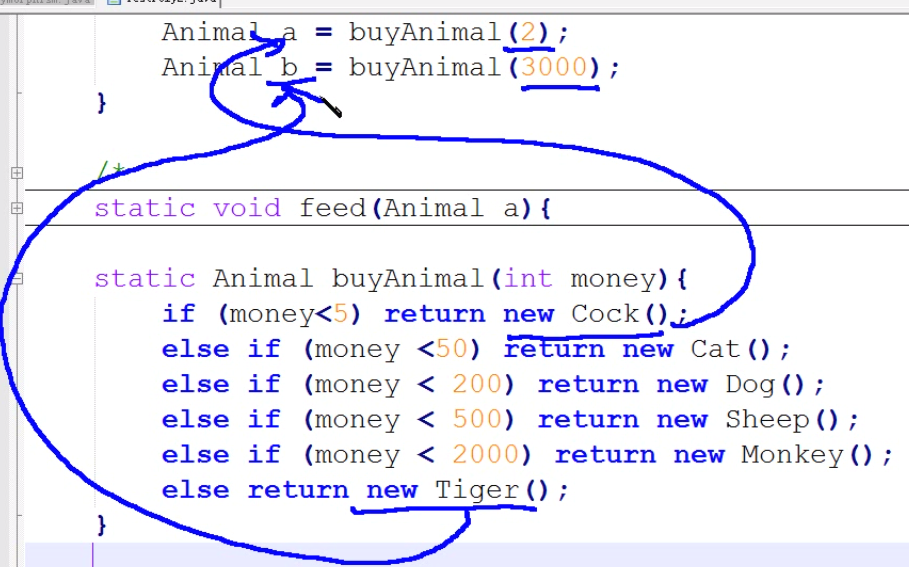 Animal a = buyAnimal(2);
Animal b = buyAnimal(3000);
}
/*
static void feed(Animal a){
static Animal buyAnimal(int money){
if (money<5) return new Cock();
else if (money <50) return new Cat();
else if (money < 200) return new Dog();
else if (money < 500) return new Sheep();
else if (money < 2000) return new Monkey();
else return new Tiger();
}